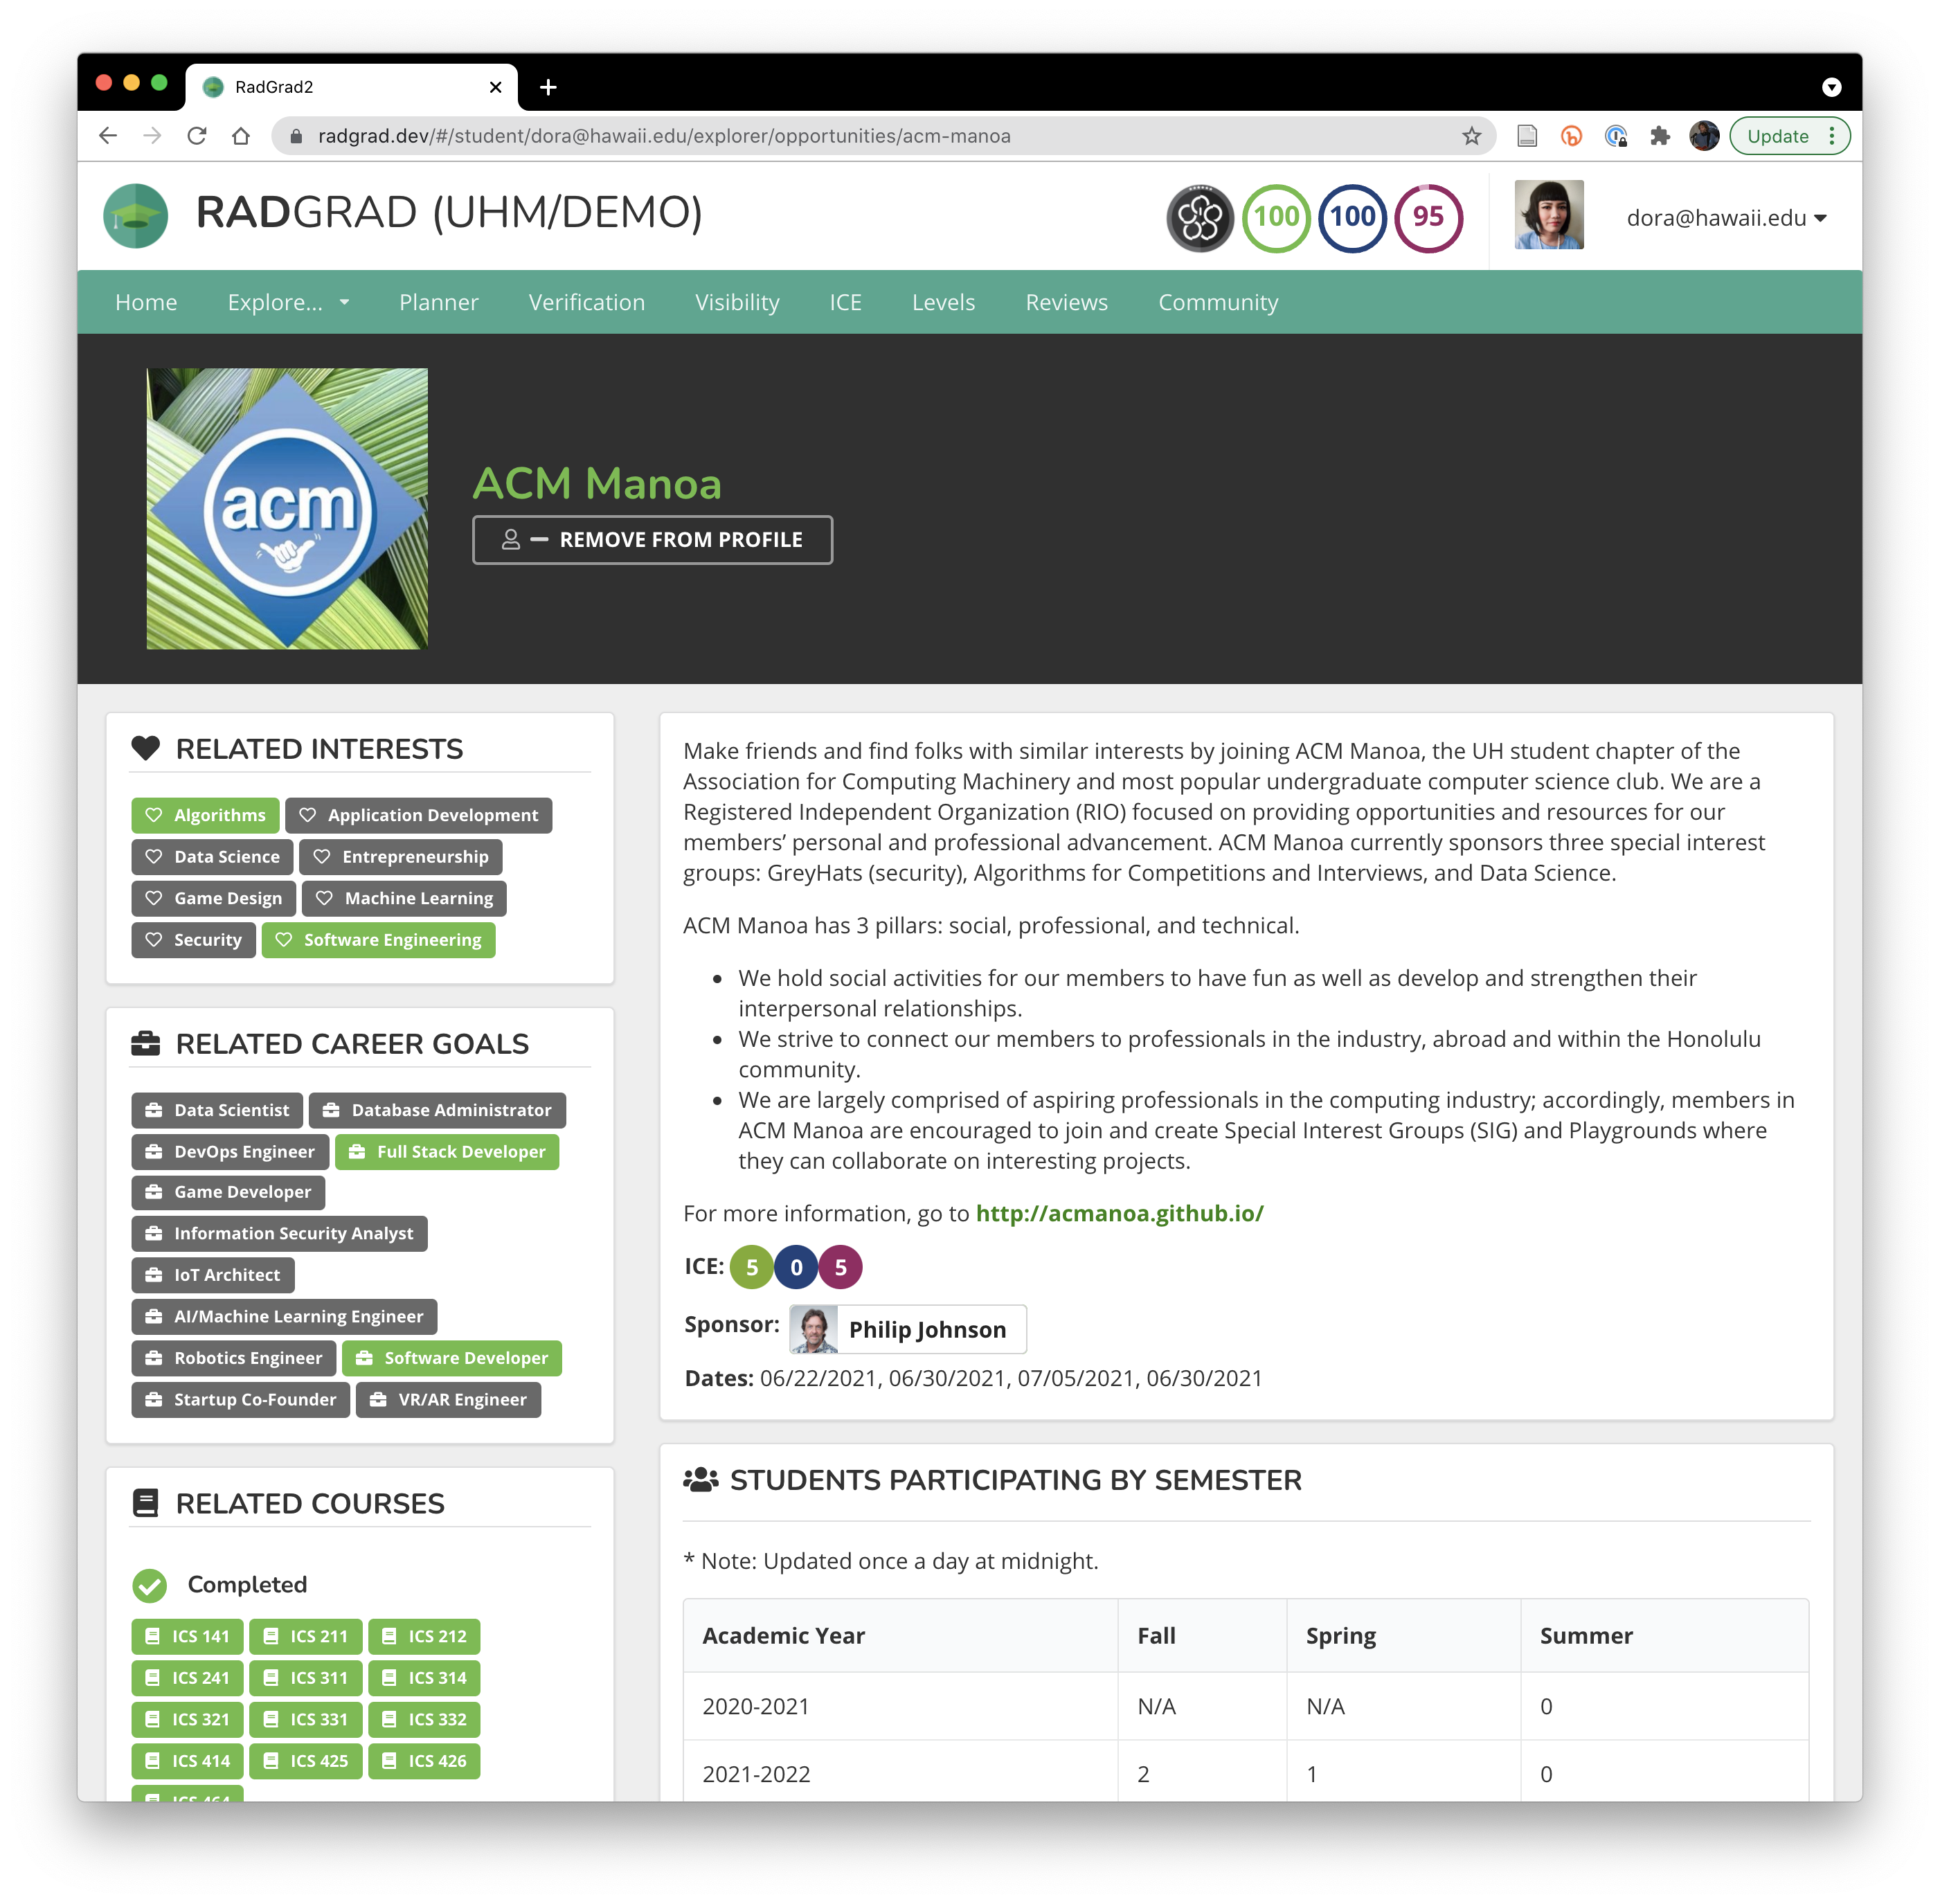 RadGrad2
radgrad.dev/#/student/dora@hawaii.edu/explorer/opportunities/acm-manoa
Update
RADGRAD (UHM/DEMO)
100 100 95
dora@hawaii.edu
Home Explore... Planner Verification Visibility ICE Levels Reviews Community
acm
ACM Manoa
REMOVE FROM PROFILE
RELATED INTERESTS
Algorithms Application Development
Data Science Entrepreneurship
Game Design Machine Learning
Security Software Engineering
RELATED CAREER GOALS
Data Scientist Database Administrator
DevOps Engineer Full Stack Developer
Game Developer
Information Security Analyst
IoT Architect
AI/Machine Learning Engineer
Robotics Engineer Software Developer
Startup Co-Founder VR/AR Engineer
RELATED COURSES
Completed
ICS 141 ICS 211 ICS 212
ICS 241 ICS 311 ICS 314
ICS 321 ICS 331 ICS 332
ICS 414 ICS 425 ICS 426
ICS 464
Make friends and find folks with similar interests by joining ACM Manoa, the UH student chapter of the
Association for Computing Machinery and most popular undergraduate computer science club. We are a
Registered Independent Organization (RIO) focused on providing opportunities and resources for our
members’ personal and professional advancement. ACM Manoa currently sponsors three special interest
groups: GreyHats (security), Algorithms for Competitions and Interviews, and Data Science.
ACM Manoa has 3 pillars: social, professional, and technical.
• We hold social activities for our members to have fun as well as develop and strengthen their
interpersonal relationships.
• We strive to connect our members to professionals in the industry, abroad and within the Honolulu
community.
• We are largely comprised of aspiring professionals in the computing industry; accordingly, members in
ACM Manoa are encouraged to join and create Special Interest Groups (SIG) and Playgrounds where
they can collaborate on interesting projects.
For more information, go to http://acmanoa.github.io/
ICE: 5 0 5
Sponsor: Philip Johnson
Dates: 06/22/2021, 06/30/2021, 07/05/2021, 06/30/2021
STUDENTS PARTICIPATING BY SEMESTER
* Note: Updated once a day at midnight.
Academic Year Fall Spring Summer
2020-2021 N/A N/A 0
2021-2022 2 1 0